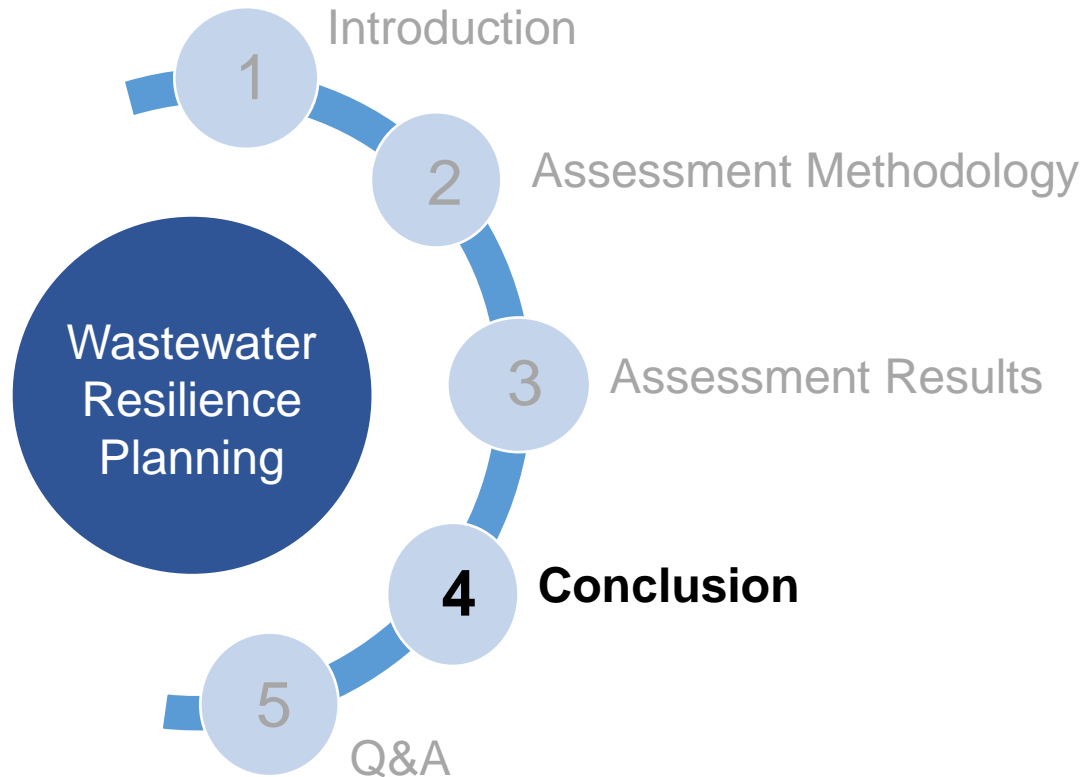 1
Introduction
2
Assessment Methodology
Wastewater
Resilience
Planning
3
Assessment Results
4
Conclusion
5
Q&A